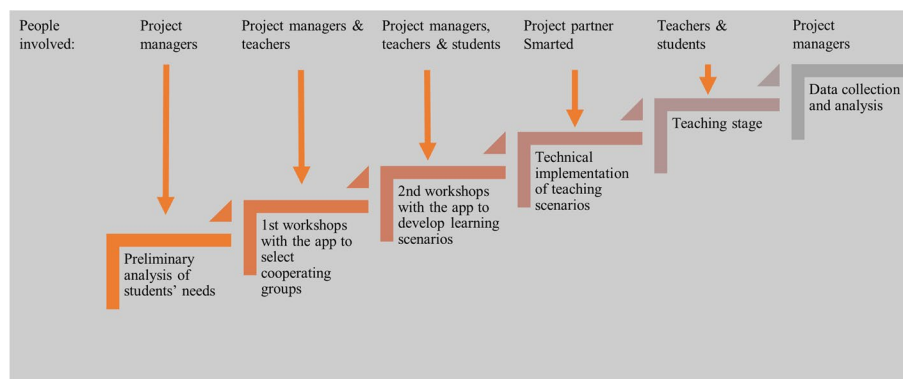 People
involved:
Project
managers
Project managers &
teachers
Project managers,
teachers & students
Project partner
Smarted
Teachers &
students
Project
managers
Preliminary
analysis of
students' needs
1st workshops
with the app to
select
cooperating
groups
2nd workshops
with the app to
develop learning
scenarios
Technical
implementation
of teaching
scenarios
Teaching stage
Data collection
and analysis